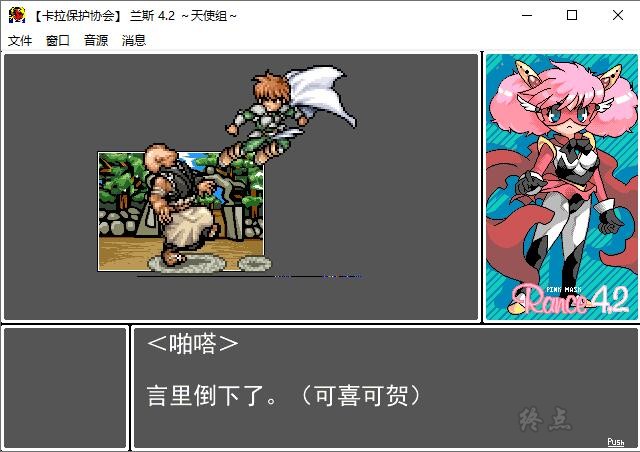 【卡拉保护协会】 兰斯 4.2 ～天使组～
文件 窗口 音源 消息
PINK MASK
Rance 4.2
＜啪嗒＞
言里倒下了。（可喜可贺）
终点
Push